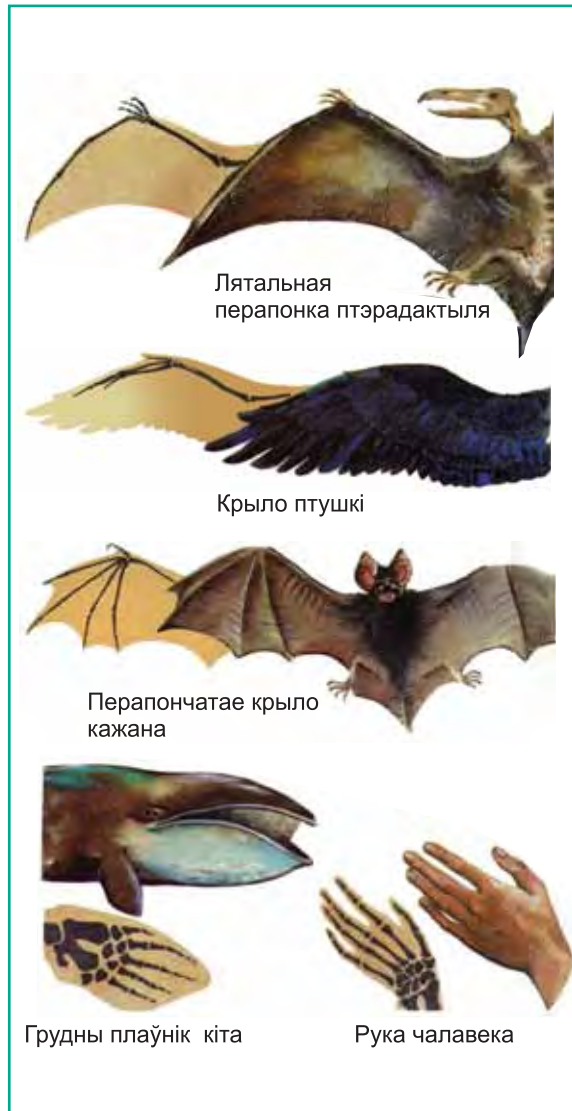 Лятальная
перапонка птэрадактыля
Крыло птушкі
Перапончатае крыло
кажана
Грудны плаўнік кіта
Рука чалавека